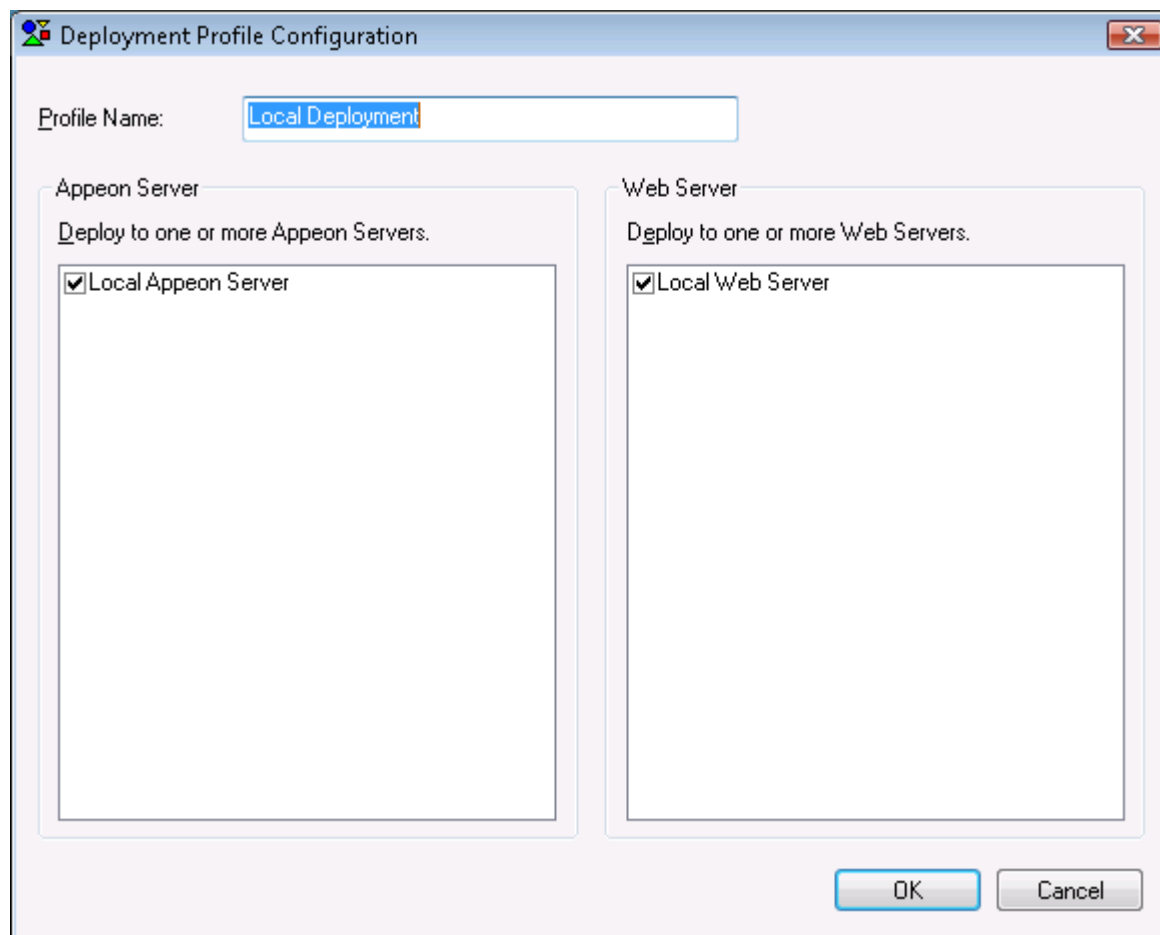 Deployment Profile Configuration
Profile Name: Local Deployment
Appeon Server
Deploy to one or more Appeon Servers.
Local Appeon Server
Web Server
Deploy to one or more Web Servers.
Local Web Server
OK Cancel